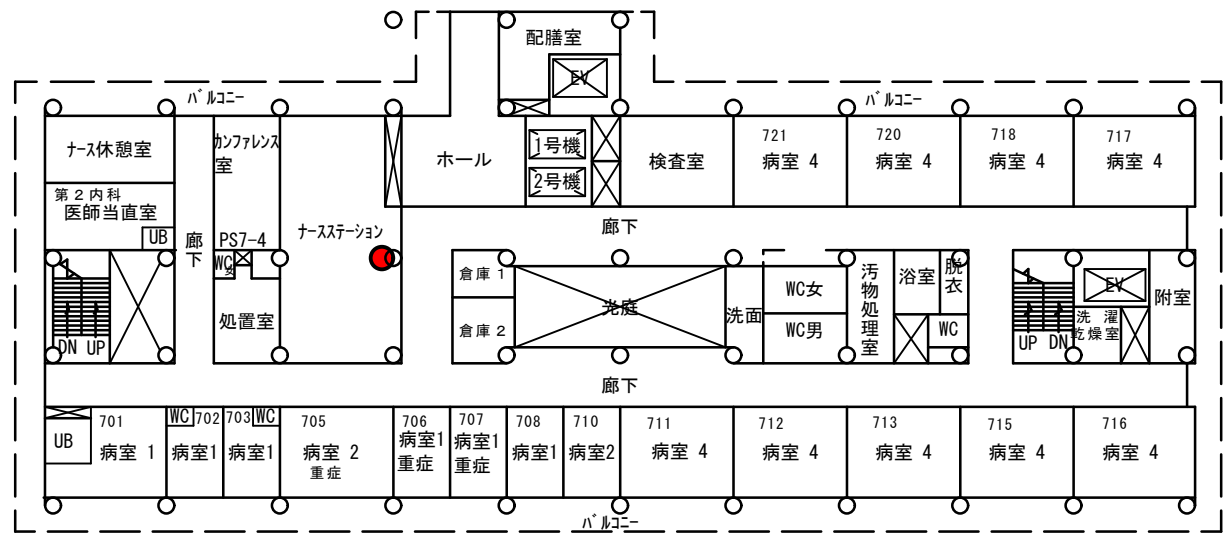 配膳室
EV
ﾊﾞﾙｺﾆｰ
ﾊﾞﾙｺﾆｰ
ﾅｰｽ休憩室
ｶﾝﾌｧﾚﾝｽ
室
ホール
1号機
2号機
検査室
721
病室 4
720
病室 4
718
病室 4
717
病室 4
第２内科
医師当直室
UB
廊下
PS7-4
ﾅｰｽｽﾃｰｼｮﾝ
廊下
WC
女
処置室
倉庫 1
倉庫 2
光庭
洗面
WC女
WC男
汚物処理室
浴室
脱衣
WC
EV
洗 濯
乾燥室
附室
DN UP
UP DN
廊下
701
病室 1
UB
WC
702
病室1
703
WC
病室1
705
病室 2
重症
706
病室1
重症
707
病室1
重症
708
病室1
710
病室2
711
病室 4
712
病室 4
713
病室 4
715
病室 4
716
病室 4
ﾊﾞﾙｺﾆｰ